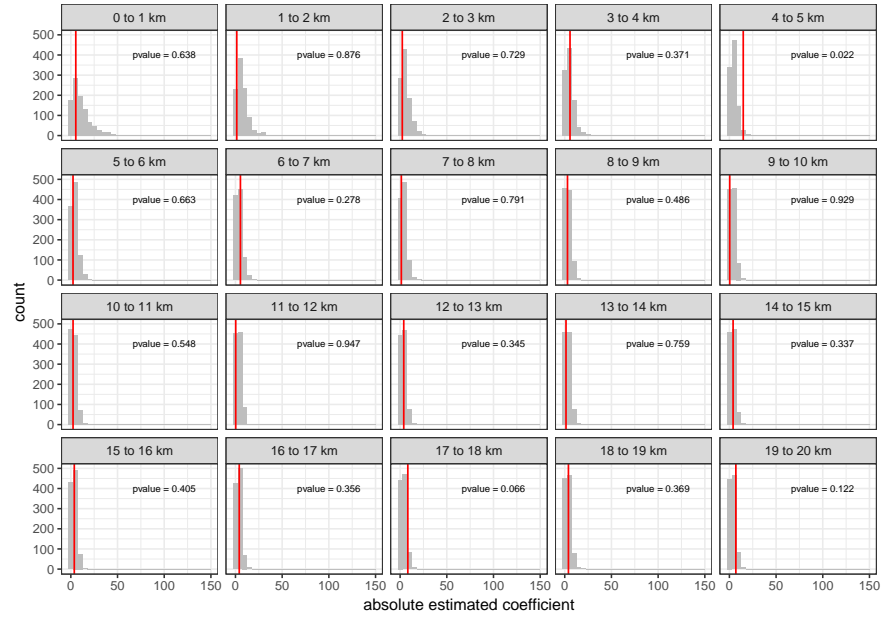 0 to 1 km 1 to 2 km 2 to 3 km 3 to 4 km 4 to 5 km
500
pvalue = 0.638 pvalue = 0.876 pvalue = 0.729 pvalue = 0.371 pvalue = 0.022
400
300
200
100
0
5 to 6 km 6 to 7 km 7 to 8 km 8 to 9 km 9 to 10 km
500
pvalue = 0.663 pvalue = 0.278 pvalue = 0.791 pvalue = 0.486 pvalue = 0.929
400
300
200
100
0
count
10 to 11 km 11 to 12 km 12 to 13 km 13 to 14 km 14 to 15 km
500
pvalue = 0.548 pvalue = 0.947 pvalue = 0.345 pvalue = 0.759 pvalue = 0.337
400
300
200
100
0
15 to 16 km 16 to 17 km 17 to 18 km 18 to 19 km 19 to 20 km
500
pvalue = 0.405 pvalue = 0.356 pvalue = 0.066 pvalue = 0.369 pvalue = 0.122
400
300
200
100
0
0 50 100 150 0 50 100 150 0 50 100 150 0 50 100 150 0 50 100 150
absolute estimated coefficient